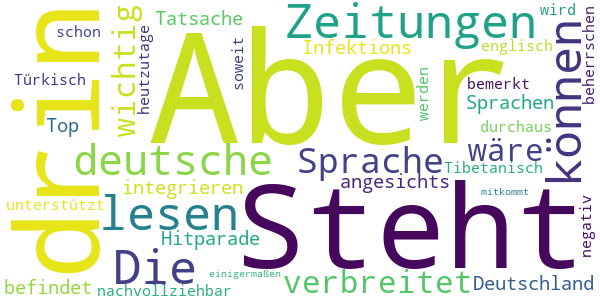 drin
Aber
Steht
Zeitungen
können
Die
lesen
deutsche
Sprache
verbreitet
wäre
wichtig
Tatsache
Infektions
heutzutage
soweit
schon
Türkisch
Top
wird
englisch
bemerkt
beherrschen
Sprachen
durchaus
werden
Tibetanisch
angesichts
integrieren
mitkommt
unterstützt
Hitparade
negativ
befindet
nachvollziehbar
einigermaßen
Deutschland